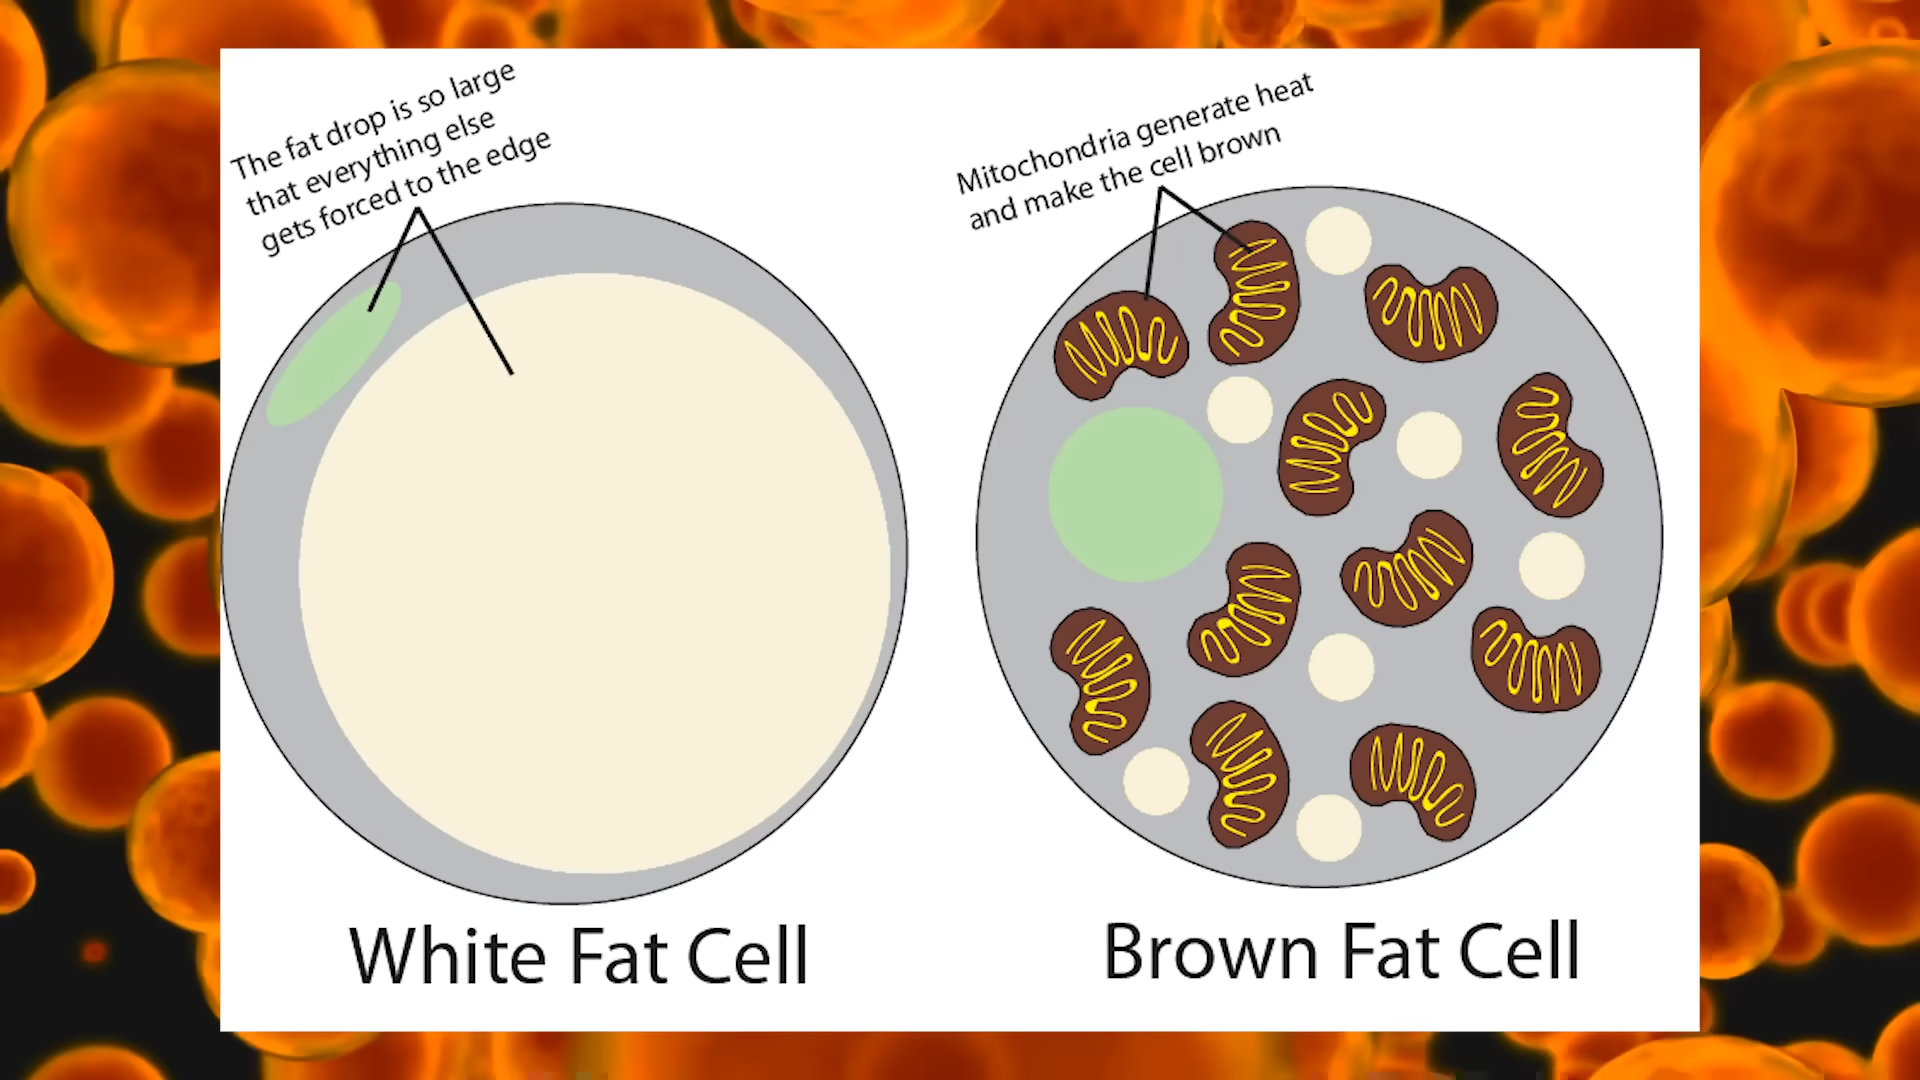 The fat drop is so large
that everything else
gets forced to the edge
Mitochondria generate heat
and make the cell brown
White Fat Cell
Brown Fat Cell